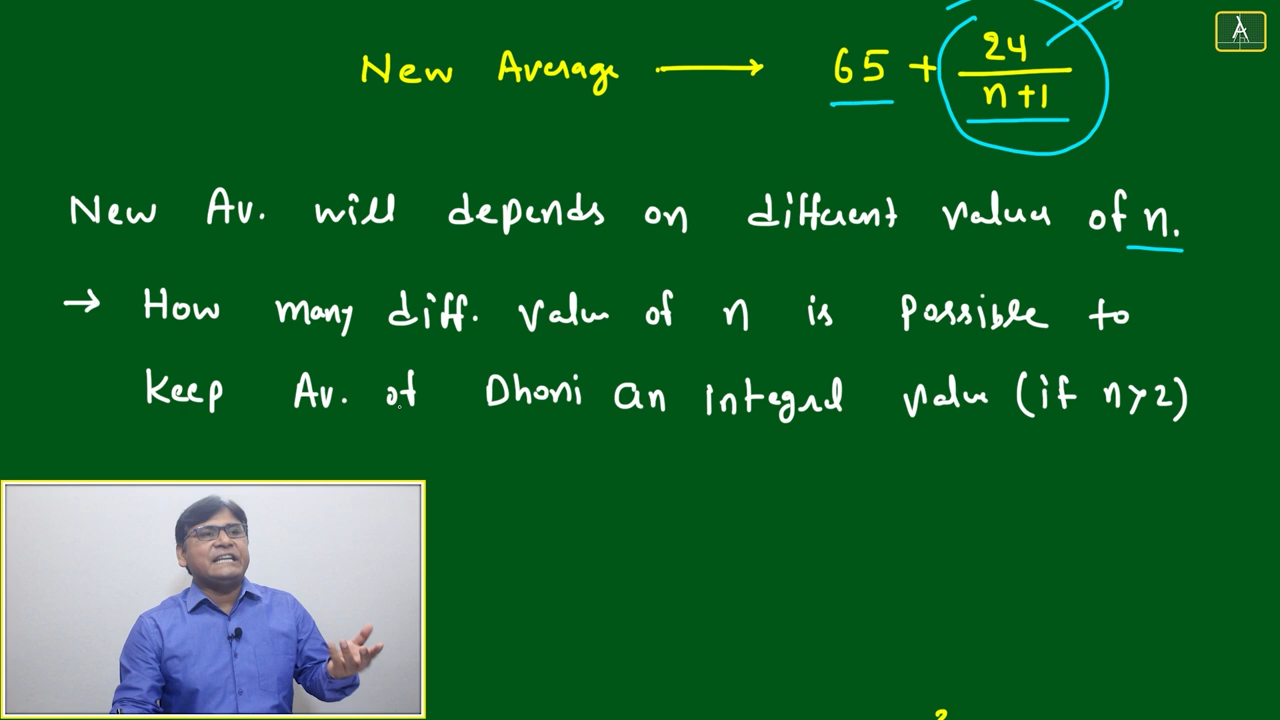 New Average → 65 + 24/(n+1)
New Av. will depends on different value of n.
→ How many diff. value of n is possible to
keep Av. of Dhoni an integral value (if n>2)